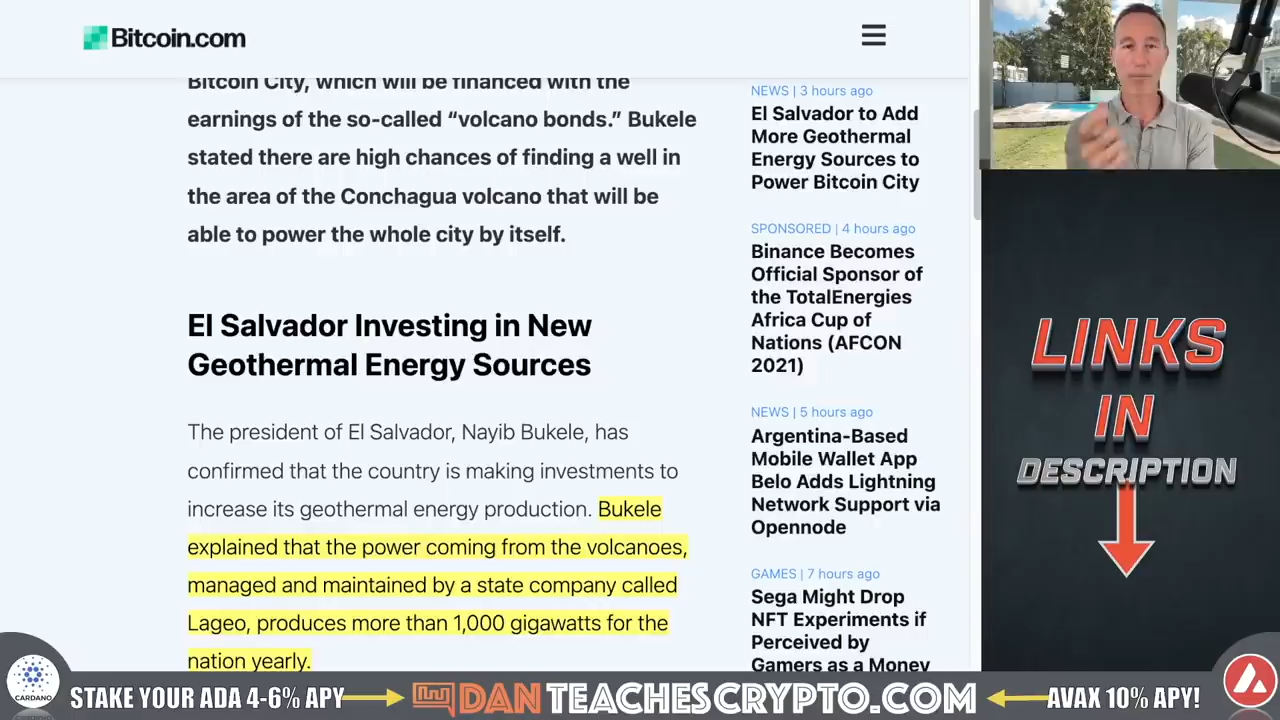 Bitcoin.com
Bitcoin City, which will be financed with the
earnings of the so-called “volcano bonds.” Bukele
stated there are high chances of finding a well in
the area of the Conchagua volcano that will be
able to power the whole city by itself.
El Salvador Investing in New
Geothermal Energy Sources
The president of El Salvador, Nayib Bukele, has
confirmed that the country is making investments to
increase its geothermal energy production. Bukele
explained that the power coming from the volcanoes,
managed and maintained by a state company called
Lageo, produces more than 1,000 gigawatts for the
nation yearly.
NEWS | 3 hours ago
El Salvador to Add
More Geothermal
Energy Sources to
Power Bitcoin City
SPONSORED | 4 hours ago
Binance Becomes
Official Sponsor of
the TotalEnergies
Africa Cup of
Nations (AFCON
2021)
NEWS | 5 hours ago
Argentina-Based
Mobile Wallet App
Belo Adds Lightning
Network Support via
Opennode
GAMES | 7 hours ago
Sega Might Drop
NFT Experiments if
Perceived by
Gamers as a Money
LINKS
IN
DESCRIPTION
CARDANO
STAKE YOUR ADA 4-6% APY
DANTEACHESCRYPTO.COM
AVAX 10% APY!